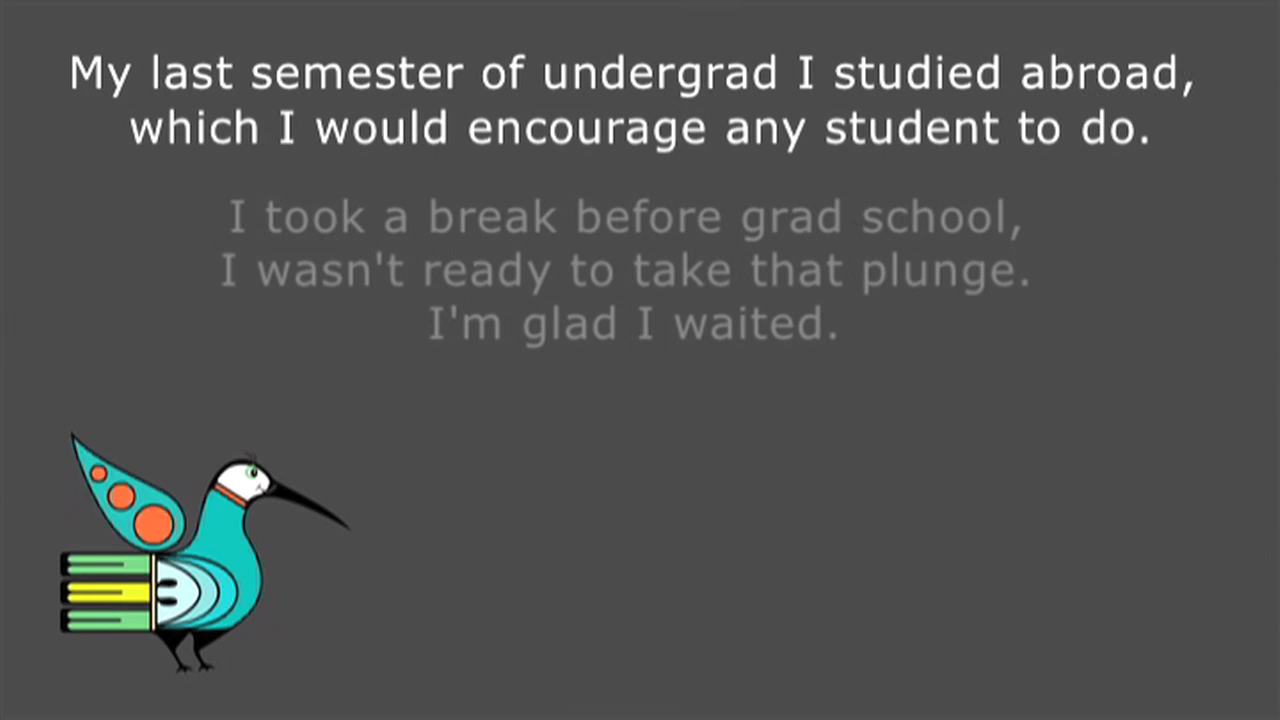 My last semester of undergrad I studied abroad,
which I would encourage any student to do.
I took a break before grad school,
I wasn't ready to take that plunge.
I'm glad I waited.